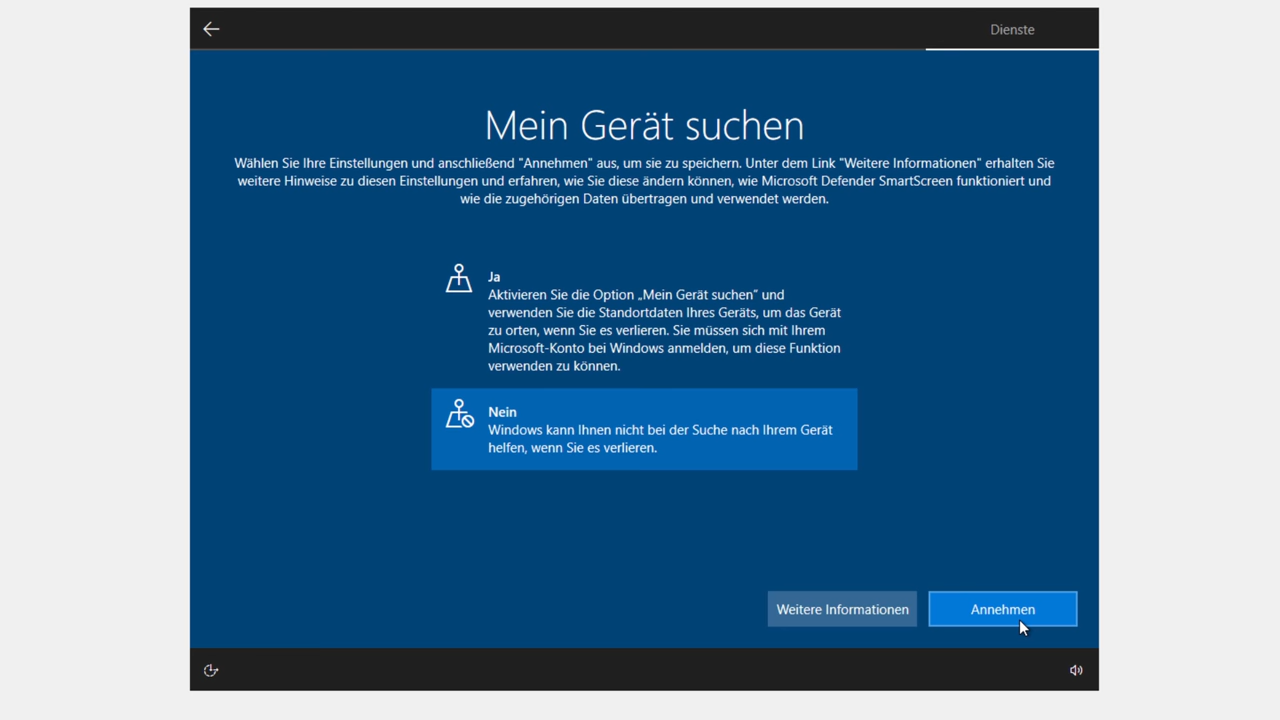 Dienste
Mein Gerät suchen
Wählen Sie Ihre Einstellungen und anschließend "Annehmen" aus, um sie zu speichern. Unter dem Link "Weitere Informationen" erhalten Sie
weitere Hinweise zu diesen Einstellungen und erfahren, wie Sie diese ändern können, wie Microsoft Defender SmartScreen funktioniert und
wie die zugehörigen Daten übertragen und verwendet werden.
Ja
Aktivieren Sie die Option „Mein Gerät suchen“ und
verwenden Sie die Standortdaten Ihres Geräts, um das Gerät
zu orten, wenn Sie es verlieren. Sie müssen sich mit Ihrem
Microsoft-Konto bei Windows anmelden, um diese Funktion
verwenden zu können.
Nein
Windows kann Ihnen nicht bei der Suche nach Ihrem Gerät
helfen, wenn Sie es verlieren.
Weitere Informationen
Annehmen